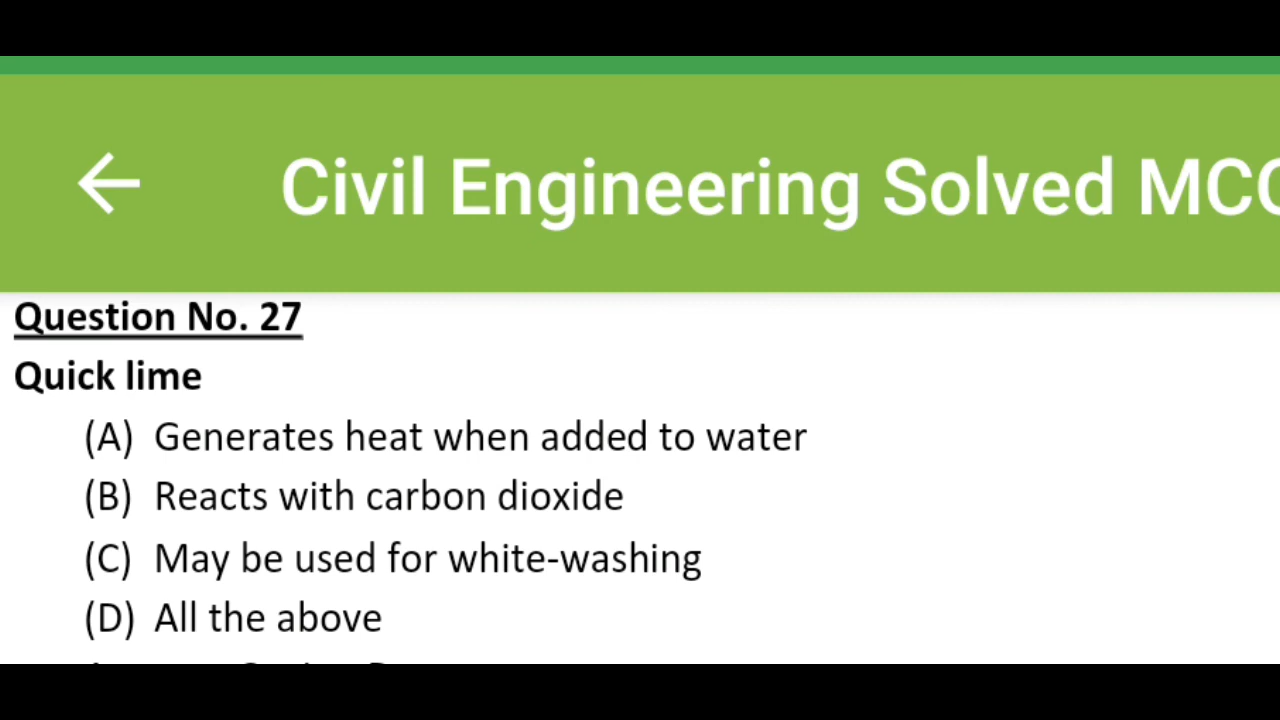 Civil Engineering Solved
Question No. 27
Quick lime
(A) Generates heat when added to water
(B) Reacts with carbon dioxide
(C) May be used for white-washing
(D) All the above